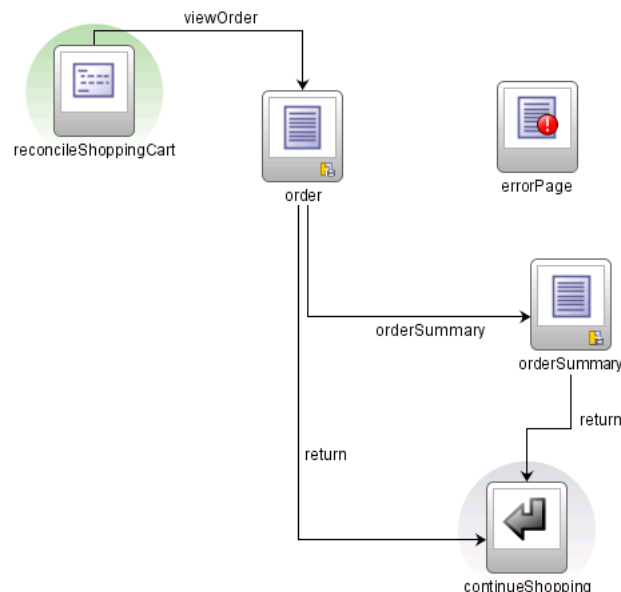 viewOrder
reconcileShoppingCart
order
errorPage
orderSummary
orderSummary
return
return
continueShopping